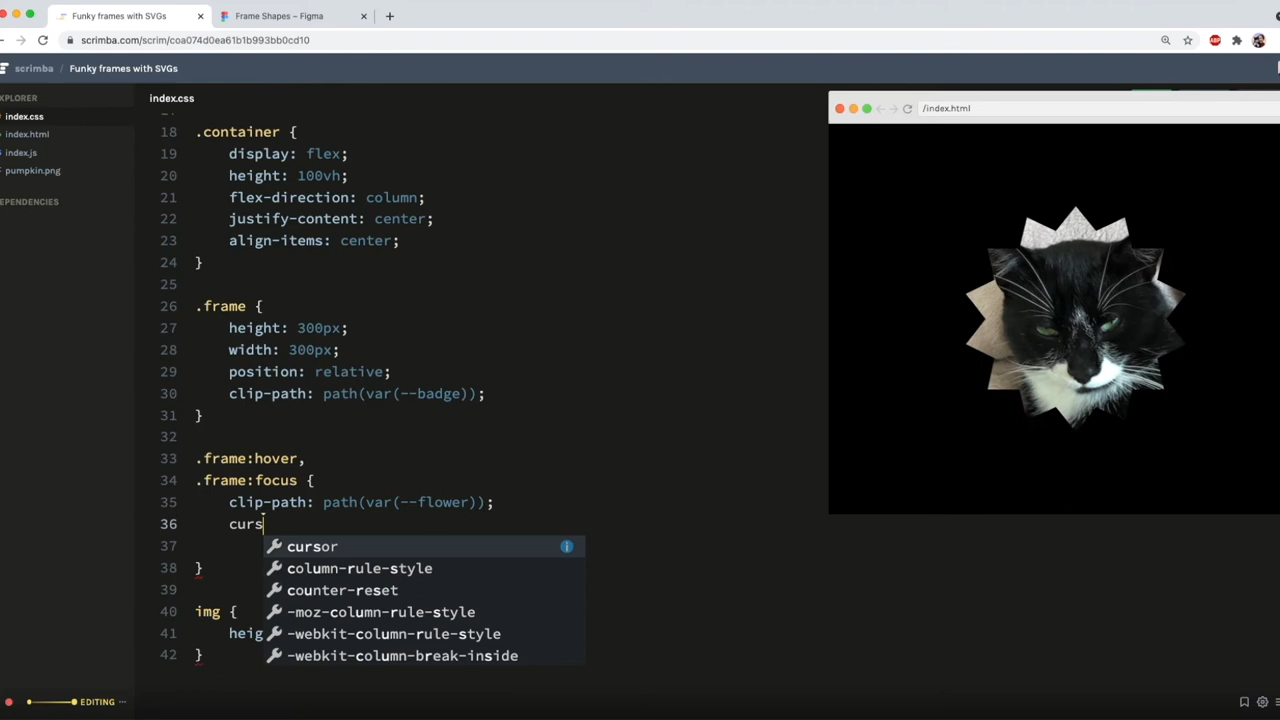 Funky frames with SVGs
Frame Shapes – Figma
scrimba.com/scrim/coa074d0ea61b1b993bb0cd10
ABP
scrimba / Funky frames with SVGs
XPLORER
index.css
index.html
index.js
pumpkin.png
EPENDENCIES
index.css
18 .container {
19 display: flex;
20 height: 100vh;
21 flex-direction: column;
22 justify-content: center;
23 align-items: center;
24 }
25
26 .frame {
27 height: 300px;
28 width: 300px;
29 position: relative;
30 clip-path: path(var(--badge));
31 }
32
33 .frame:hover,
34 .frame:focus {
35 clip-path: path(var(--flower));
36 curs
37
38 }
39
40 img {
41 heig
42 }
cursor
column-rule-style
counter-reset
-moz-column-rule-style
-webkit-column-rule-style
-webkit-column-break-inside
/index.html
EDITING ...